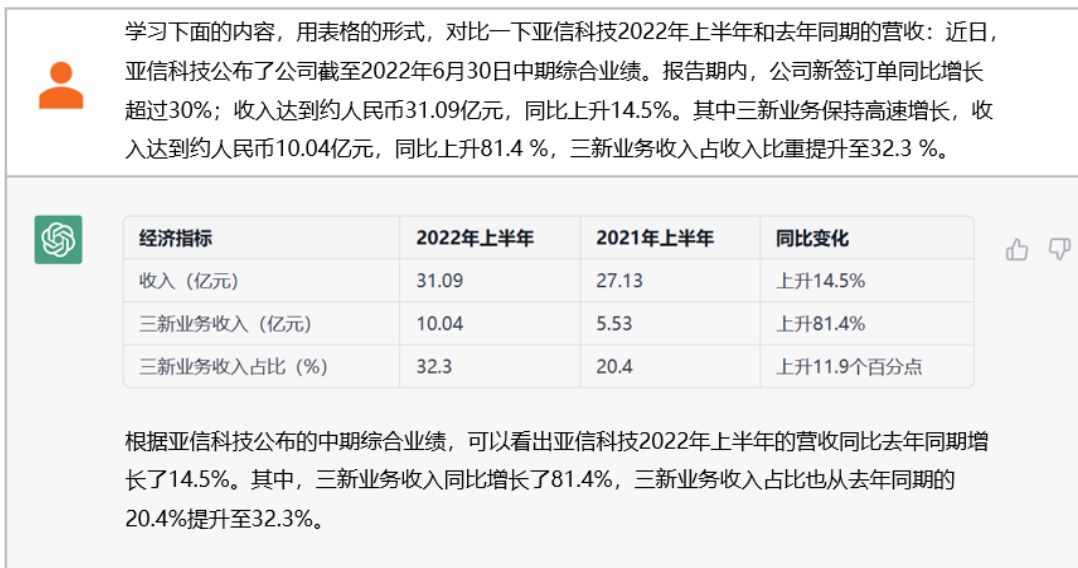 学习下面的内容，用表格的形式，对比一下亚信科技2022年上半年和去年同期的营收：近日，
亚信科技公布了公司截至2022年6月30日中期综合业绩。报告期内，公司新签订单同比增长
超过30%；收入达到约人民币31.09亿元，同比上升14.5%。其中三新业务保持高速增长，收
入达到约人民币10.04亿元，同比上升81.4 %，三新业务收入占收入比重提升至32.3 %。
经济指标 2022年上半年 2021年上半年 同比变化
收入（亿元） 31.09 27.13 上升14.5%
三新业务收入（亿元） 10.04 5.53 上升81.4%
三新业务收入占比（%） 32.3 20.4 上升11.9个百分点
根据亚信科技公布的中期综合业绩，可以看出亚信科技2022年上半年的营收同比去年同期增
长了14.5%。其中，三新业务收入同比增长了81.4%，三新业务收入占比也从去年同期的
20.4%提升至32.3%。